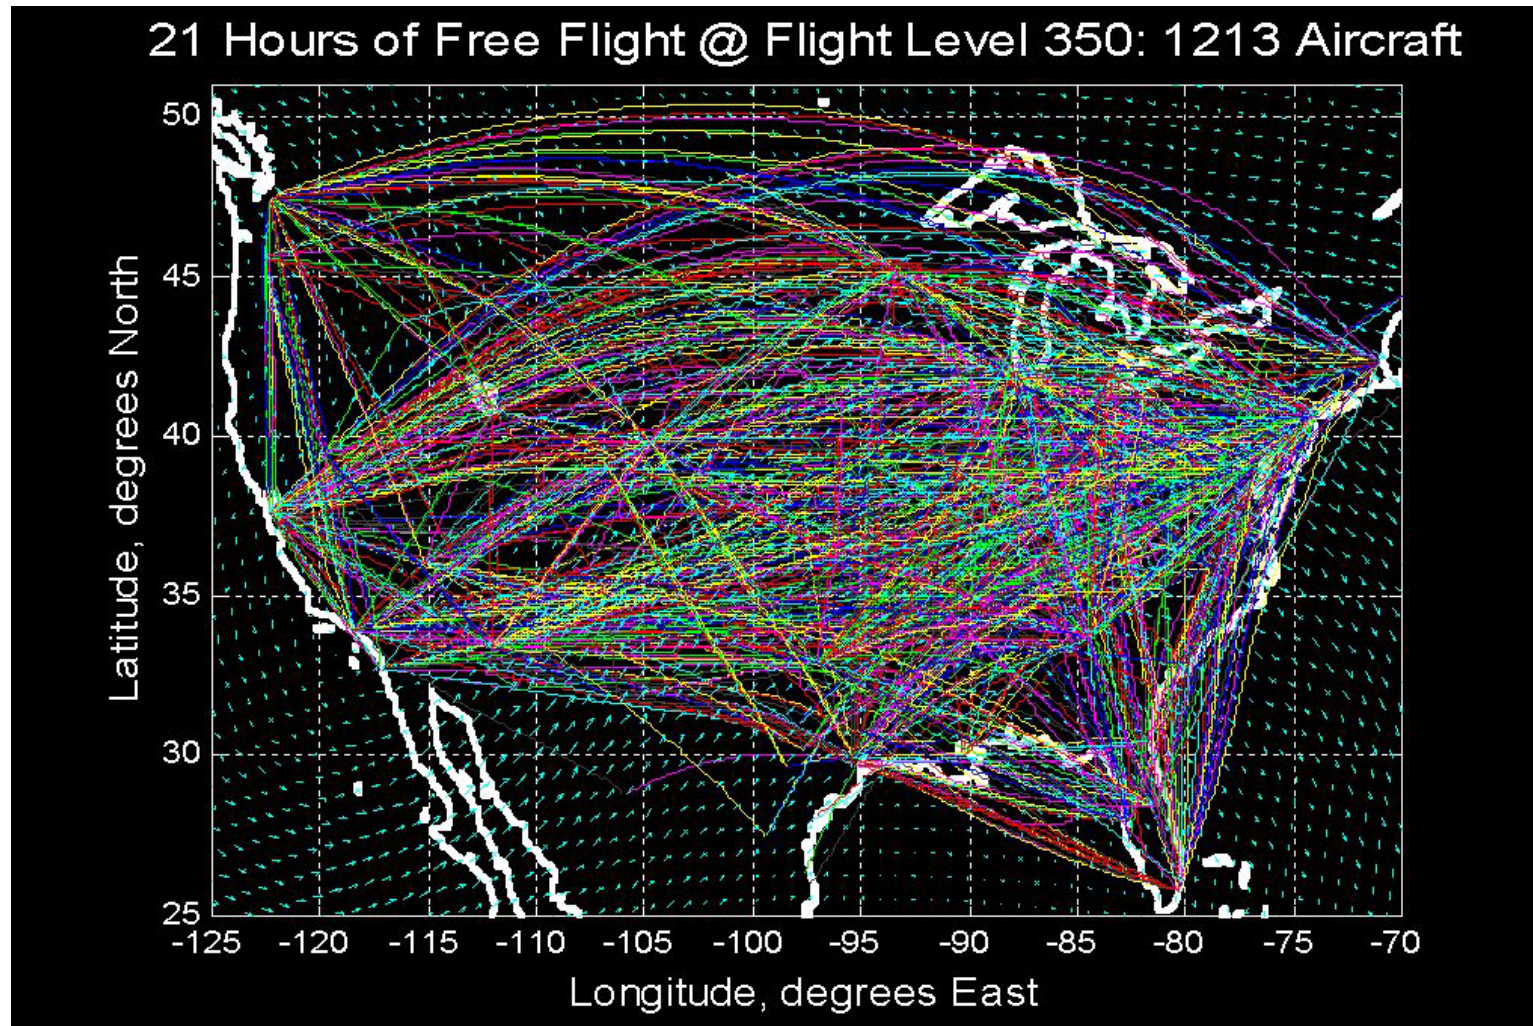 21 Hours of Free Flight @ Flight Level 350: 1213 Aircraft
50
45
40
35
30
25
Latitude, degrees North
-125 -120 -115 -110 -105 -100 -95 -90 -85 -80 -75 -70
Longitude, degrees East